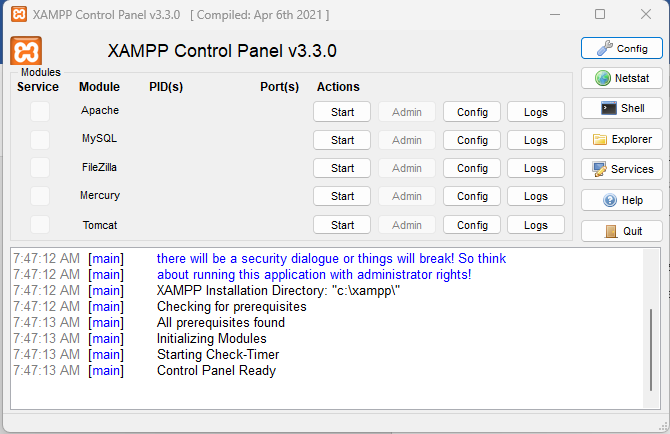 XAMPP Control Panel v3.3.0 [ Compiled: Apr 6th 2021 ]
XAMPP Control Panel v3.3.0
Config
Modules
Service Module PID(s) Port(s) Actions
Netstat
Apache Start Admin Config Logs
Shell
MySQL Start Admin Config Logs
Explorer
FileZilla Start Admin Config Logs
Services
Mercury Start Admin Config Logs
Help
Tomcat Start Admin Config Logs
Quit
7:47:12 AM [main] there will be a security dialogue or things will break! So think
7:47:12 AM [main] about running this application with administrator rights!
7:47:12 AM [main] XAMPP Installation Directory: "c:\xampp\"
7:47:12 AM [main] Checking for prerequisites
7:47:13 AM [main] All prerequisites found
7:47:13 AM [main] Initializing Modules
7:47:13 AM [main] Starting Check-Timer
7:47:13 AM [main] Control Panel Ready